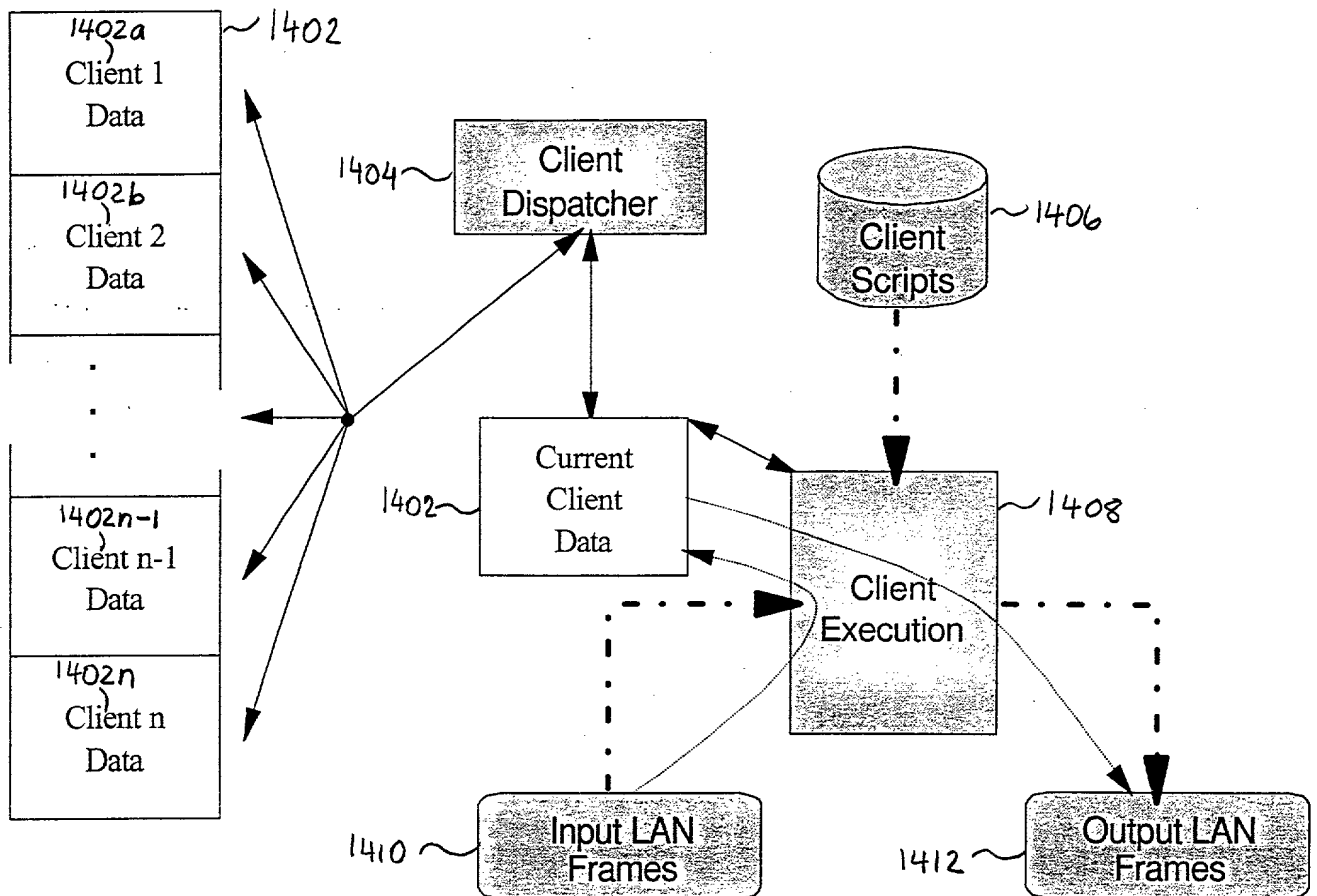 1402a
1402
Client 1
Data
1402b
Client 2
Data
1402n-1
Client n-1
Data
1402n
Client n
Data
1404
Client
Dispatcher
Client
Scripts
1406
1402
Current
Client
Data
1408
Client
Execution
1410
Input LAN
Frames
1412
Output LAN
Frames